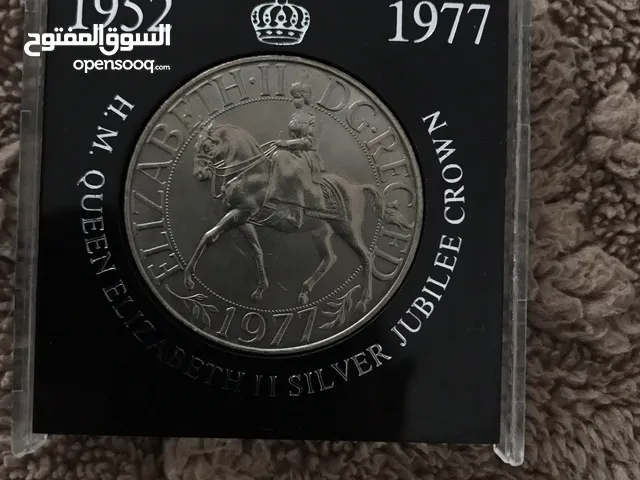 1952
1977
السوق المفتوح
opensooq.com
ELIZABETH · II D·G·REG·F·D
1977
H. M. QUEEN ELIZABETH II SILVER JUBILEE CROWN